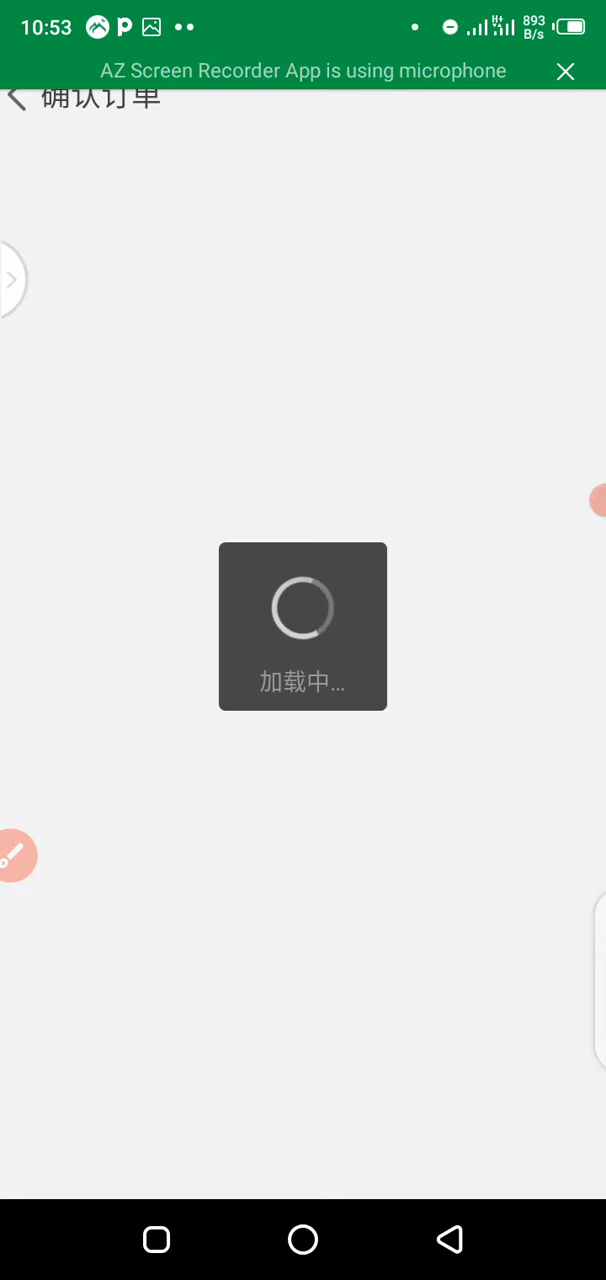 10:53
893
B/s
AZ Screen Recorder App is using microphone
确认订单
加载中...